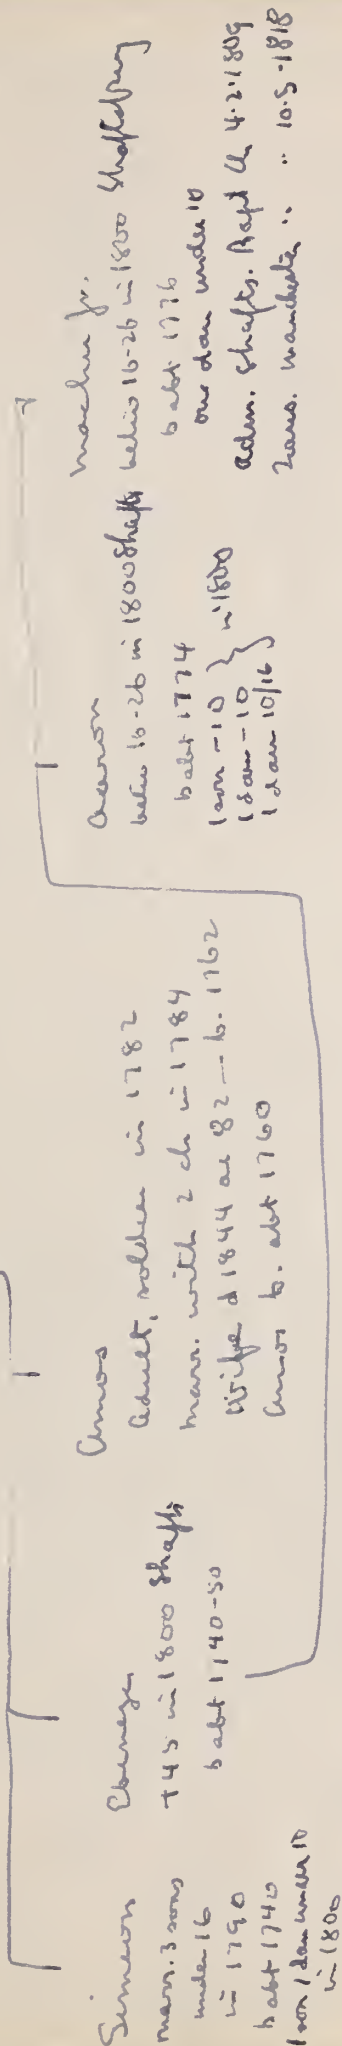 Simeon
marr. 3 sons
under 16
in 1790
b abt 1740
1 son 1 dau under 10
in 1800
Ebenezer
+45 in 1800 Shafts
b abt 1740-50
Amos
adult, soldier in 1782
marr. with 2 ch in 1784
Wife d 1844 ae 82 -- b. 1762
Amos b. abt 1760
Aaron
betw 16-26 in 1800 Shafts
b abt 1774
1 son -10
1 dau -10
1 dau 10/16
in 1800
Jr.
betw 16-26 in 1800 Shaftsbury
b abt 1776
one dau under 10
adm. Shafts. Bapt Ch 4.2.1809
Trans. Manchester " " 10.5.1818